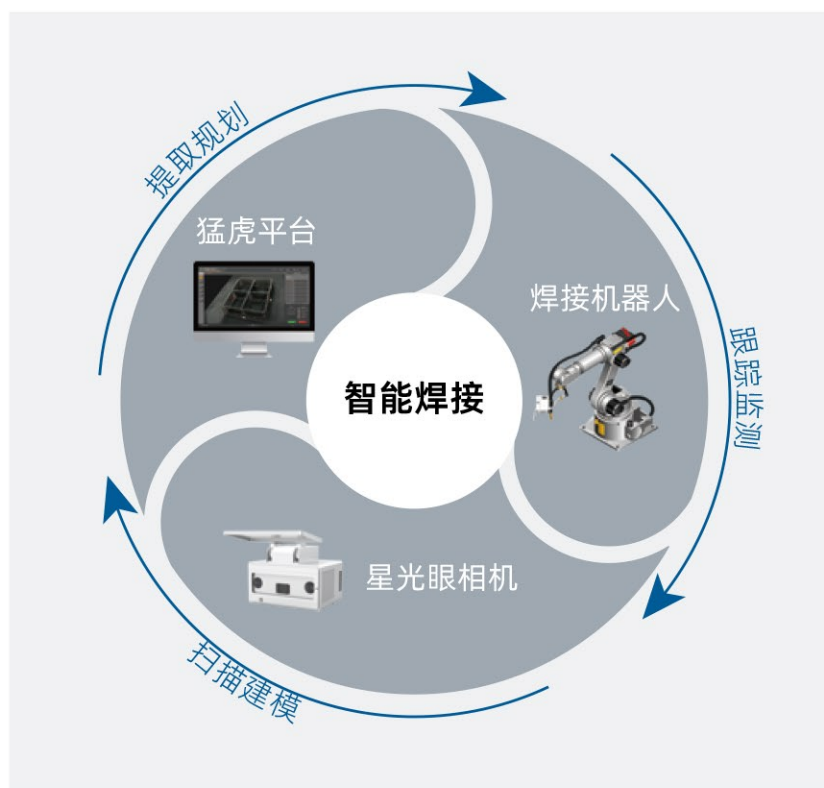 提取规划
猛虎平台
焊接机器人
智能焊接
跟踪监测
星光眼相机
扫描建模